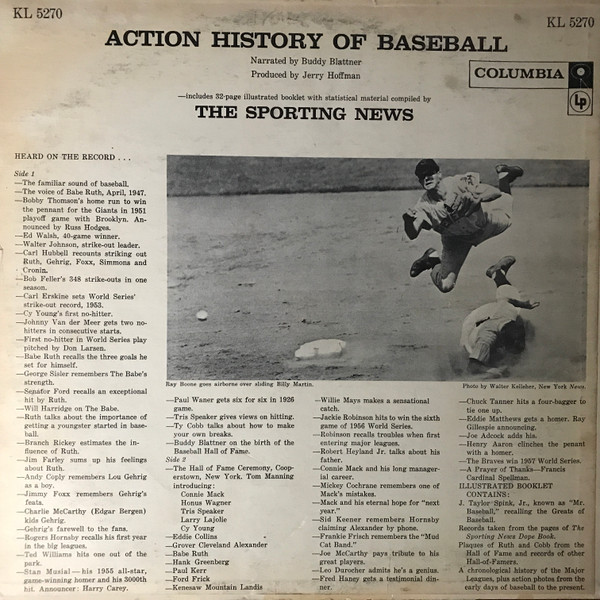 KL 5270
KL 5270
ACTION HISTORY OF BASEBALL
Narrated by Buddy Blattner
Produced by Jerry Hoffman
COLUMBIA
Lp
—includes 32-page illustrated booklet with statistical material compiled by
THE SPORTING NEWS
HEARD ON THE RECORD . . .
Side 1
—The familiar sound of baseball.
—The voice of Babe Ruth, April, 1947.
—Bobby Thomson's home run to win
the pennant for the Giants in 1951
playoff game with Brooklyn. An-
nounced by Russ Hodges.
—Ed Walsh, 40-game winner.
—Walter Johnson, strike-out leader.
—Carl Hubbell recounts striking out
Ruth, Gehrig, Foxx, Simmons and
Cronin.
—Bob Feller's 348 strike-outs in one
season.
—Carl Erskine sets World Series'
strike-out record, 1953.
—Cy Young's first no-hitter.
—Johnny Van der Meer gets two no-
hitters in consecutive starts.
—First no-hitter in World Series play
pitched by Don Larsen.
—Babe Ruth recalls the three goals he
set for himself.
—George Sisler remembers The Babe's
strength.
—Senator Ford recalls an exceptional
hit by Ruth.
—Will Harridge on The Babe.
—Ruth talks about the importance of
getting a youngster started in base-
ball.
—Branch Rickey estimates the in-
fluence of Ruth.
—Jim Farley sums up his feelings
about Ruth.
—Andy Coply remembers Lou Gehrig
as a boy.
—Jimmy Foxx remembers Gehrig's
feats.
—Charlie McCarthy (Edgar Bergen)
kids Gehrig.
—Gehrig's farewell to the fans.
—Rogers Hornsby recalls his first year
in the big leagues.
—Ted Williams hits one out of the
park.
—Stan Musial—his 1955 all-star,
game-winning homer and his 3000th
hit. Announcer: Harry Carey.
Ray Boone goes airborne over sliding Billy Martin.
Photo by Walter Kelleher, New York News.
—Paul Waner gets six for six in 1926
game.
—Tris Speaker gives views on hitting.
—Ty Cobb talks about how to make
your own breaks.
—Buddy Blattner on the birth of the
Baseball Hall of Fame.
Side 2
—The Hall of Fame Ceremony, Coop-
erstown, New York. Tom Manning
introducing:
Connie Mack
Honus Wagner
Tris Speaker
Larry Lajolie
Cy Young
—Eddie Collins
—Grover Cleveland Alexander
—Babe Ruth
—Hank Greenberg
—Paul Kerr
—Ford Frick
—Kenesaw Mountain Landis
—Willie Mays makes a sensational
catch.
—Jackie Robinson hits to win the sixth
game of 1956 World Series.
—Robinson recalls troubles when first
entering major leagues.
—Robert Heyland Jr. talks about his
father.
—Connie Mack and his long manager-
ial career.
—Mickey Cochrane remembers one of
Mack's mistakes.
—Mack and his eternal hope for "next
year."
—Sid Keener remembers Hornsby
claiming Alexander by phone.
—Frankie Frisch remembers the "Mud
Cat Band."
—Joe McCarthy pays tribute to his
great players.
—Leo Durocher admits he's a genius.
—Fred Haney gets a testimonial din-
ner.
—Chuck Tanner hits a four-bagger to
tie one up.
—Eddie Matthews gets a homer. Ray
Gillespie announcing.
—Joe Adcock adds his.
—Henry Aaron clinches the pennant
with a homer.
—The Braves win 1957 World Series.
—A Prayer of Thanks—Francis
Cardinal Spellman.
ILLUSTRATED BOOKLET
CONTAINS:
J. Taylor Spink, Jr., known as "Mr.
Baseball," recalling the Greats of
Baseball.
Records taken from the pages of The
Sporting News Dope Book.
Plaques of Ruth and Cobb from the
Hall of Fame and records of other
Hall-of-Famers.
A chronological history of the Major
Leagues, plus action photos from the
early days of baseball to the present.